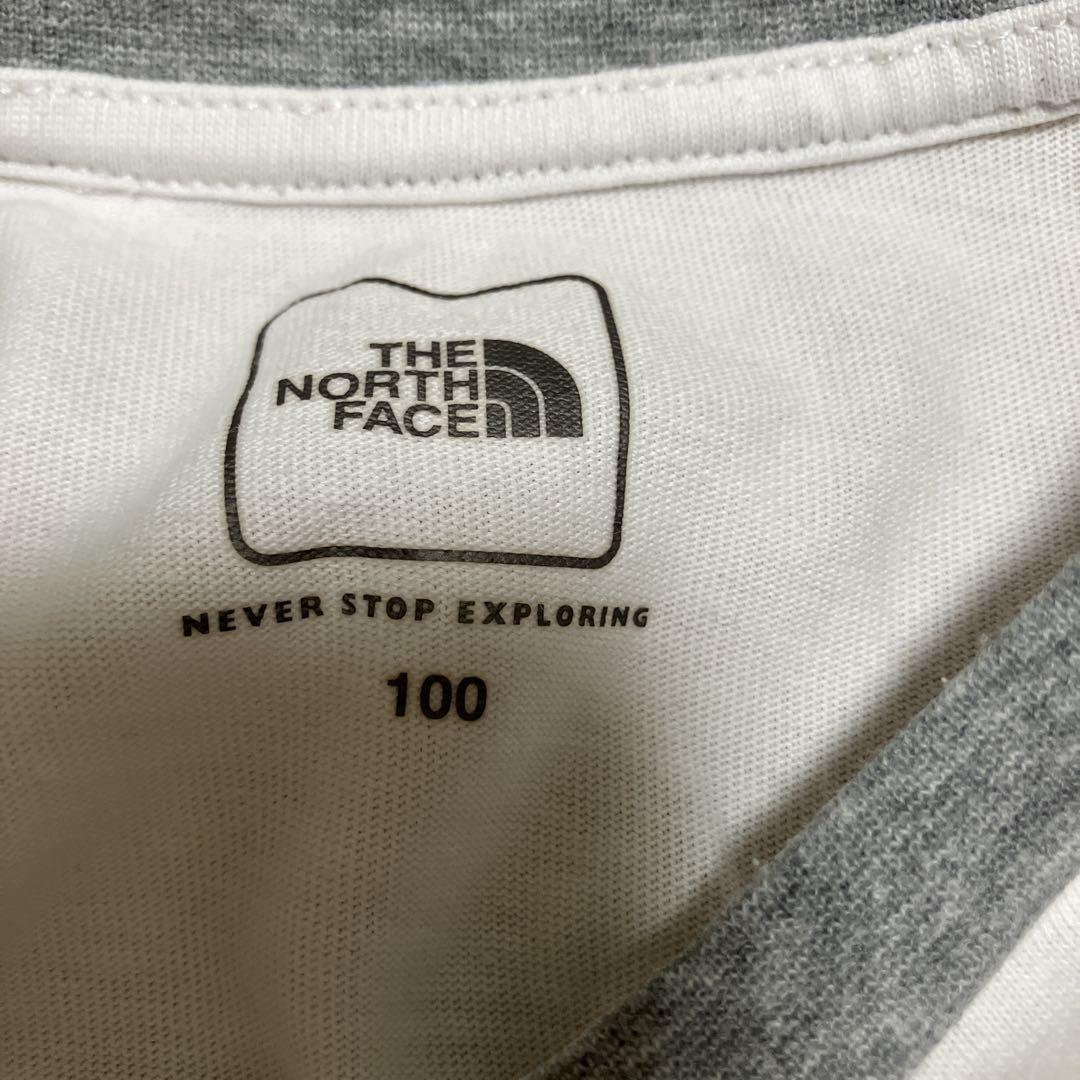 THE
NORTH
FACE
NEVER STOP EXPLORING
100